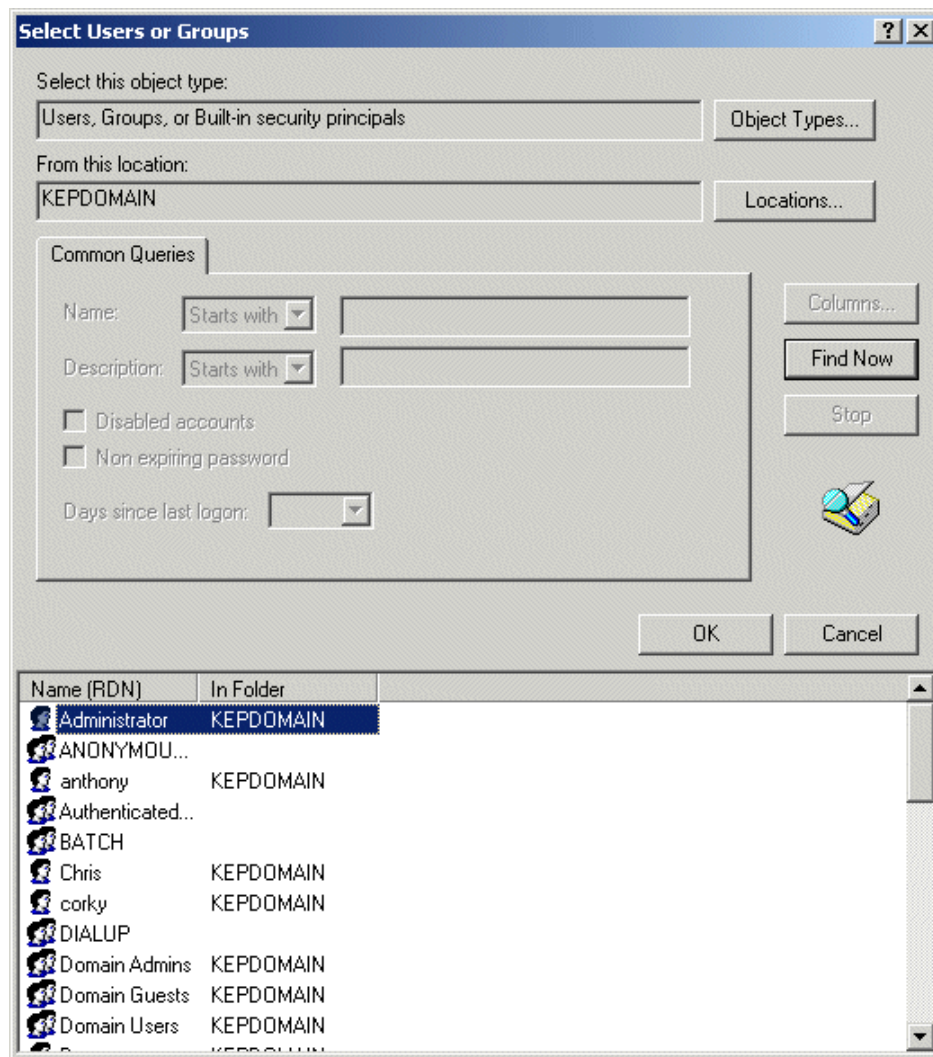 Select Users or Groups
Select this object type:
Users, Groups, or Built-in security principals Object Types...
From this location:
KEPDOMAIN Locations...
Common Queries
Name: Starts with Columns...
Description: Starts with Find Now
Disabled accounts Stop
Non expiring password
Days since last logon:
OK Cancel
Name (RDN) In Folder
Administrator KEPDOMAIN
ANONYMOU...
anthony KEPDOMAIN
Authenticated...
BATCH
Chris KEPDOMAIN
corky KEPDOMAIN
DIALUP
Domain Admins KEPDOMAIN
Domain Guests KEPDOMAIN
Domain Users KEPDOMAIN